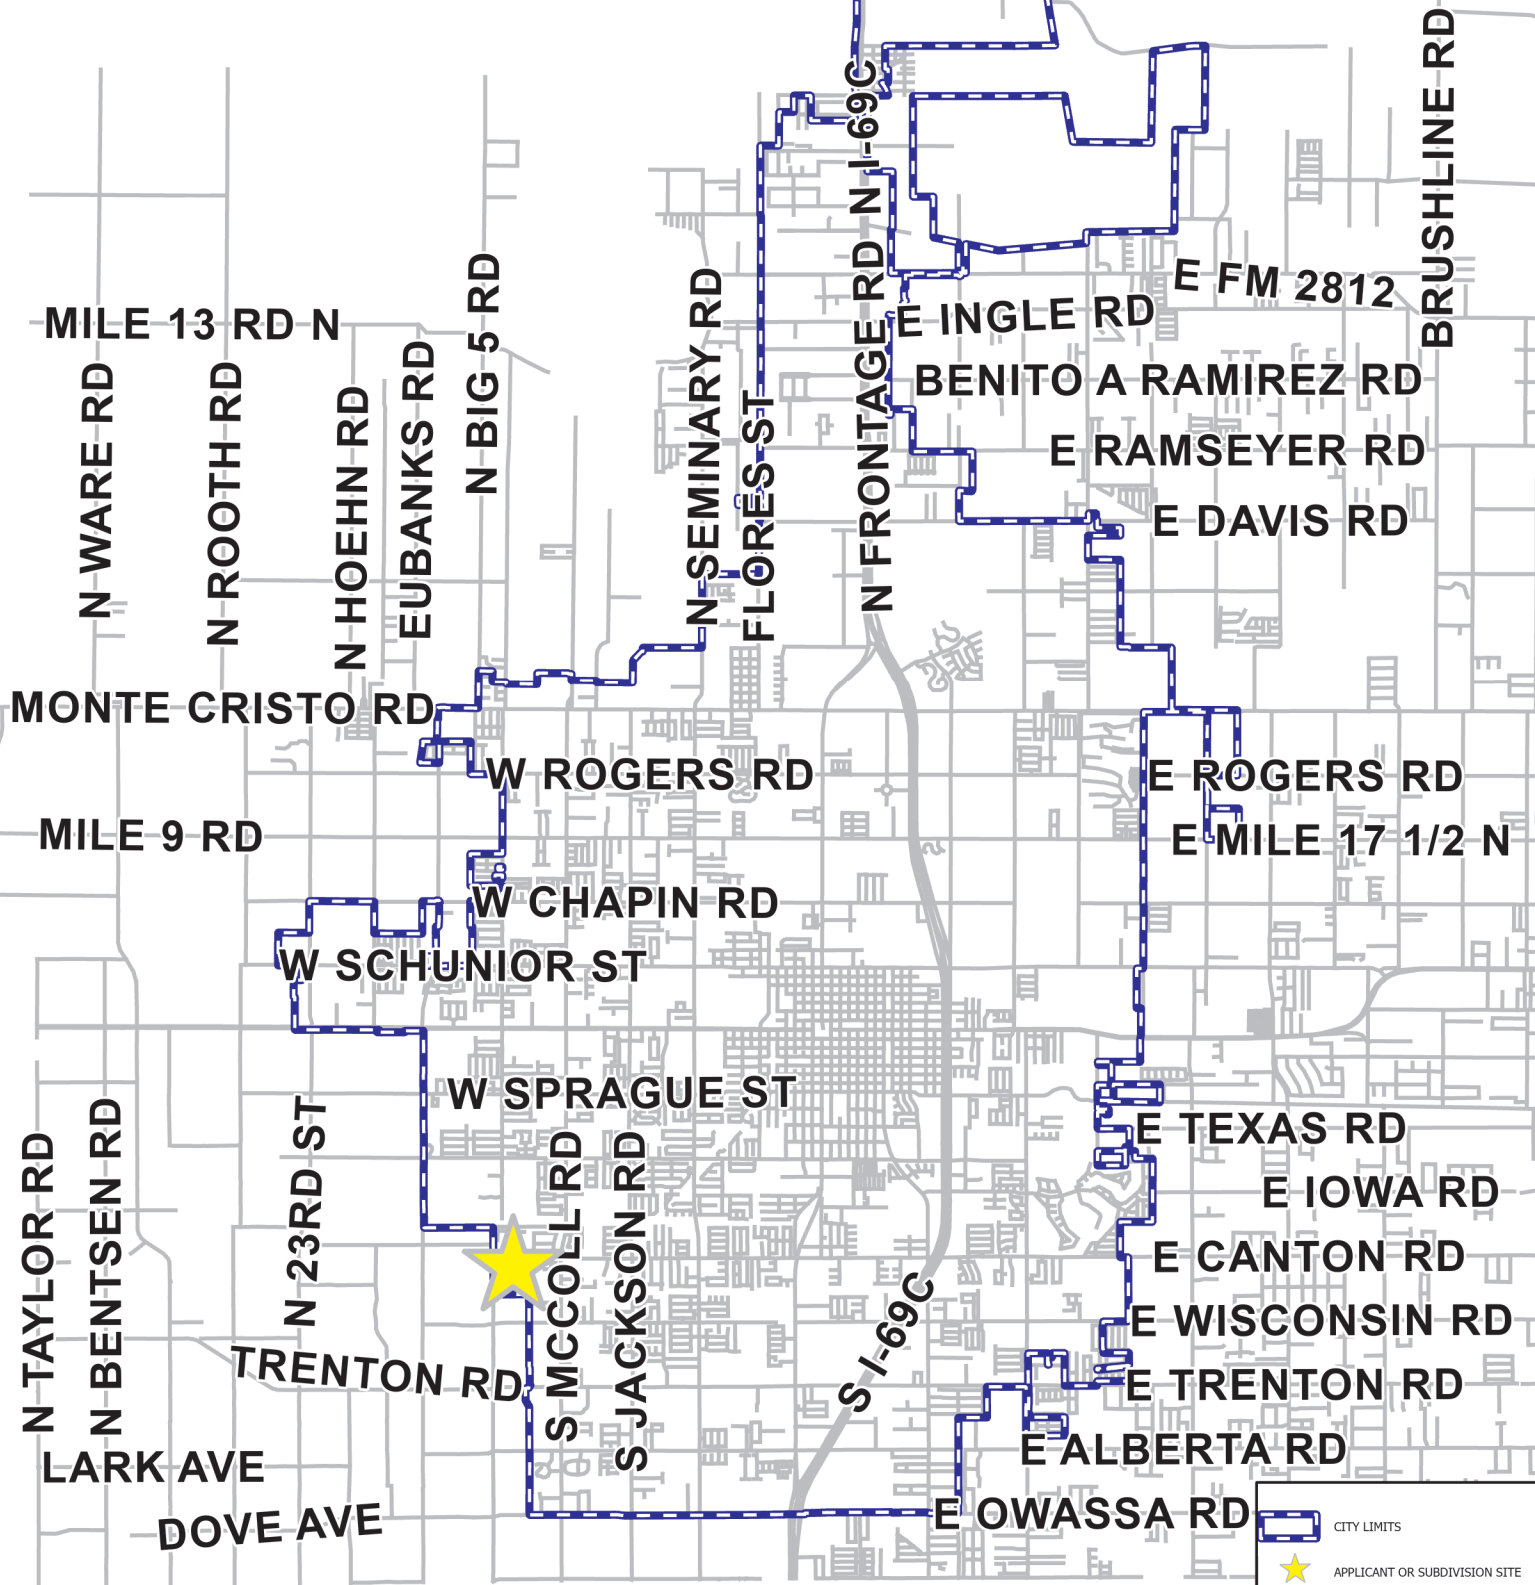 BRUSHLINE RD
N I-69C
E FM 2812
N BIG 5 RD
N SEMINARY RD
N FRONTAGE RD
E INGLE RD
MILE 13 RD N
N WARE RD
N ROOTH RD
N HOEHN RD
EUBANKS RD
FLORES ST
BENITO A RAMIREZ RD
E RAMSEYER RD
E DAVIS RD
MONTE CRISTO RD
W ROGERS RD
E ROGERS RD
MILE 9 RD
E MILE 17 1/2 N
W CHAPIN RD
W SCHUNIOR ST
W SPRAGUE ST
E TEXAS RD
N TAYLOR RD
N BENTSEN RD
N 23RD ST
S MCCOLL RD
S JACKSON RD
E IOWA RD
E CANTON RD
S I-69C
E WISCONSIN RD
TRENTON RD
E TRENTON RD
E ALBERTA RD
LARK AVE
DOVE AVE
E OWASSA RD
CITY LIMITS
APPLICANT OR SUBDIVISION SITE